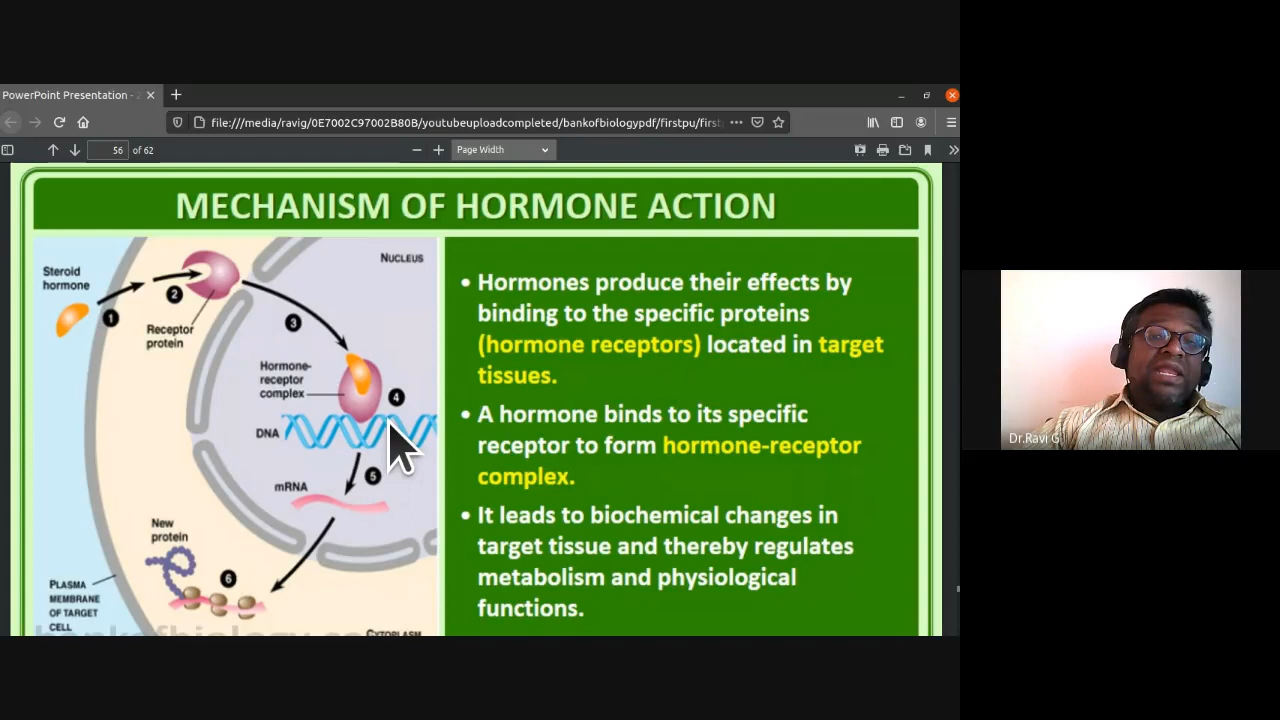 PowerPoint Presentation -
file:///media/ravig/0E7002C97002B80B/youtubeuploadcompleted/bankofbiologypdf/firstpu/first
56 of 62
Page Width
MECHANISM OF HORMONE ACTION
Steroid
hormone
1
2
Receptor
protein
3
NUCLEUS
Hormone-
receptor
complex
4
DNA
5
mRNA
New
protein
6
PLASMA
MEMBRANE
OF TARGET
CELL
CYTOPLASM
• Hormones produce their effects by
binding to the specific proteins
(hormone receptors) located in target
tissues.
• A hormone binds to its specific
receptor to form hormone-receptor
complex.
• It leads to biochemical changes in
target tissue and thereby regulates
metabolism and physiological
functions.
Dr.Ravi G